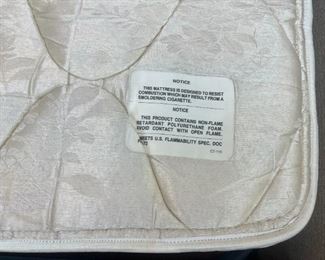 NOTICE
THIS MATTRESS IS DESIGNED TO RESIST
COMBUSTION WHICH MAY RESULT FROM A
SMOLDERING CIGARETTE.
NOTICE
THIS PRODUCT CONTAINS NON-FLAME
RETARDANT POLYURETHANE FOAM.
AVOID CONTACT WITH OPEN FLAME.
MEETS U.S. FLAMMABILITY SPEC. DOC